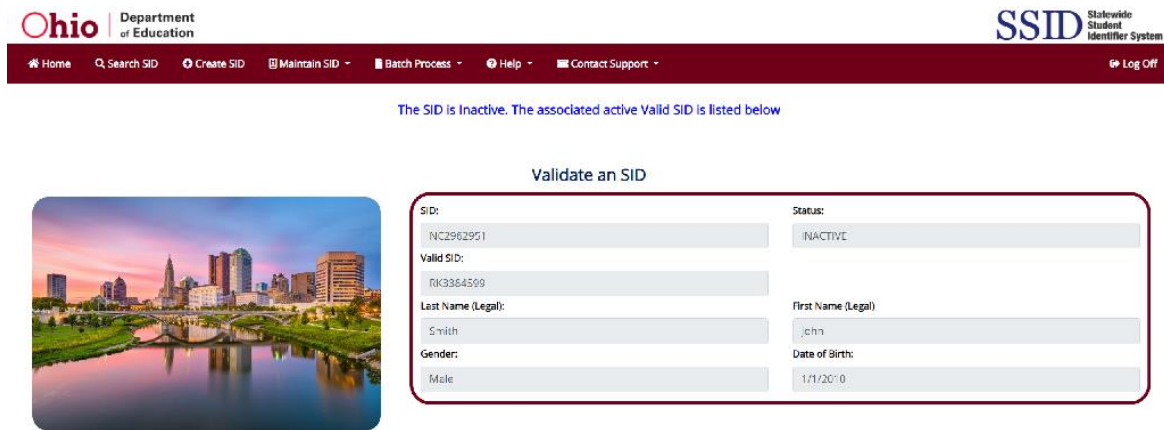 Ohio Department of Education
SSID Statewide Student Identifier System
Home Search SID Create SID Maintain SID Batch Process Help Contact Support Log Off
The SID is Inactive. The associated active Valid SID is listed below
Validate an SID
SID: Status:
NC2962951 INACTIVE
Valid SID:
RK3384599
Last Name (Legal): First Name (Legal)
Smith John
Gender: Date of Birth:
Male 1/1/2010